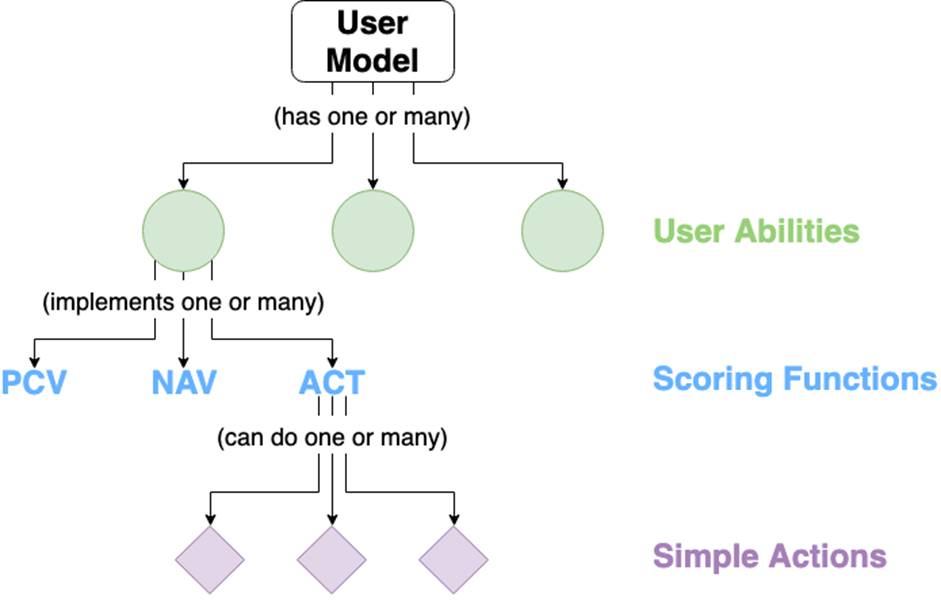 User
Model
(has one or many)
User Abilities
(implements one or many)
PCV
NAV
ACT
Scoring Functions
(can do one or many)
Simple Actions